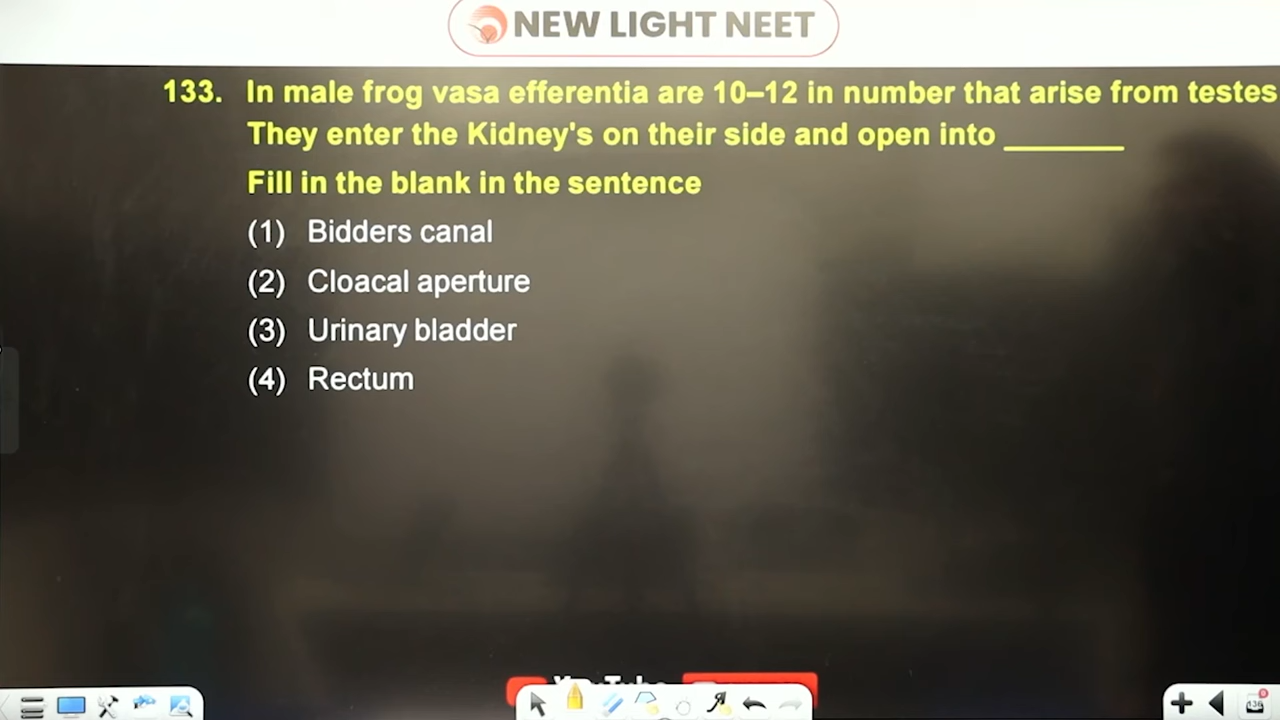 NEW LIGHT NEET
133. In male frog vasa efferentia are 10–12 in number that arise from testes
They enter the Kidney's on their side and open into ________
Fill in the blank in the sentence
(1) Bidders canal
(2) Cloacal aperture
(3) Urinary bladder
(4) Rectum
136